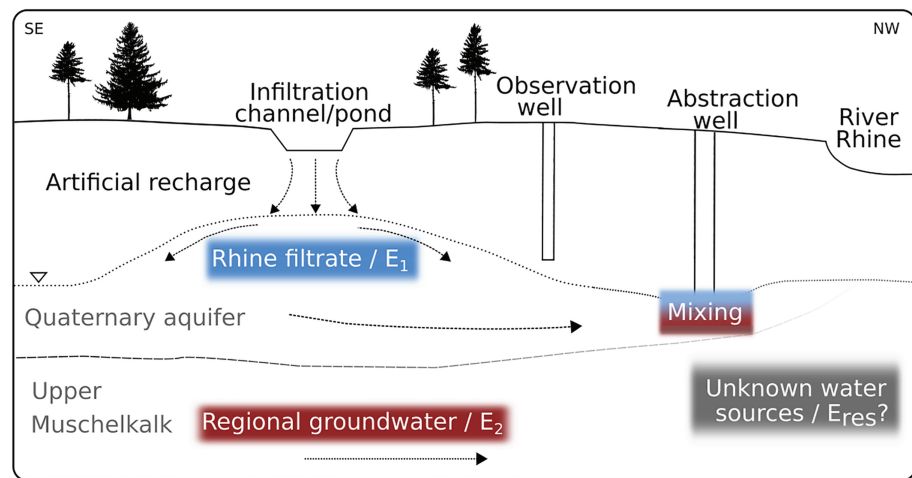 SE
NW
Infiltration
channel/pond
Observation
well
Abstraction
well
River
Rhine
Artificial recharge
Rhine filtrate / E₁
Quaternary aquifer
Mixing
Upper
Muschelkalk
Regional groundwater / E₂
Unknown water
sources / Eres?